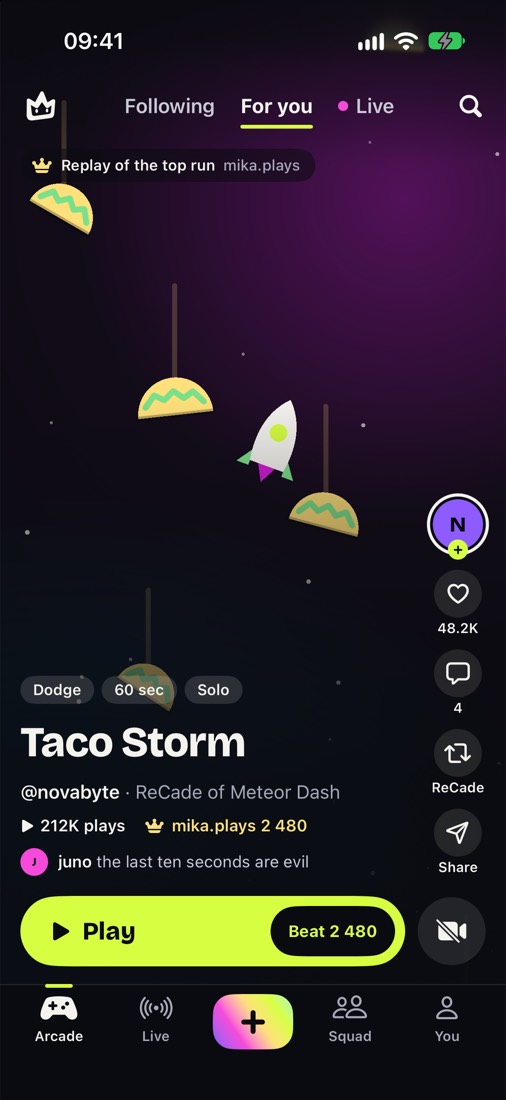 09:41
Following For you Live
Replay of the top run mika.plays
N
48.2K
4
ReCade
Share
Dodge 60 sec Solo
Taco Storm
@novabyte · ReCade of Meteor Dash
212K plays mika.plays 2 480
J juno the last ten seconds are evil
Play Beat 2 480
Arcade Live Squad You